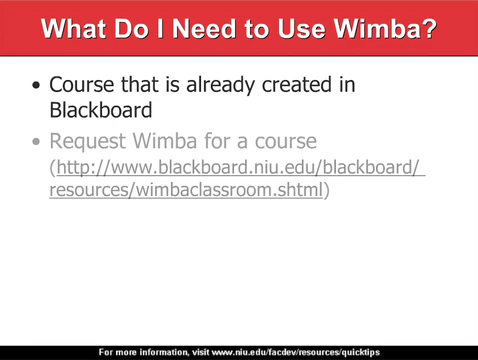 What Do I Need to Use Wimba?
• Course that is already created in
Blackboard
• Request Wimba for a course
(http://www.blackboard.niu.edu/blackboard/
resources/wimbaclassroom.shtml)
For more information, visit www.niu.edu/facdev/resources/quicktips